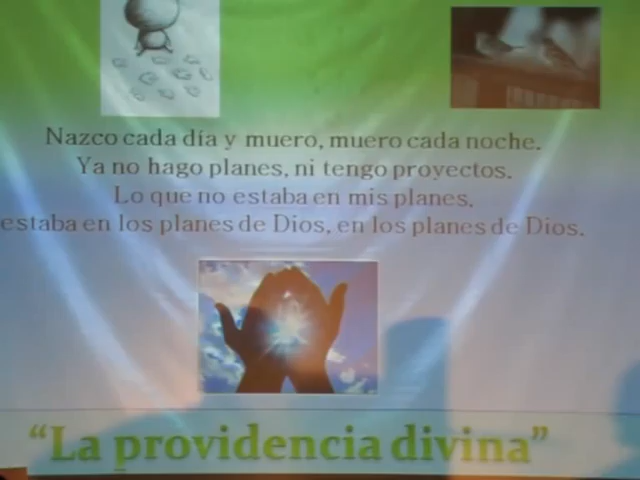 Nazco cada día y muero, muero cada noche.
Ya no hago planes, ni tengo proyectos.
Lo que no estaba en mis planes,
estaba en los planes de Dios, en los planes de Dios.
“La providencia divina”